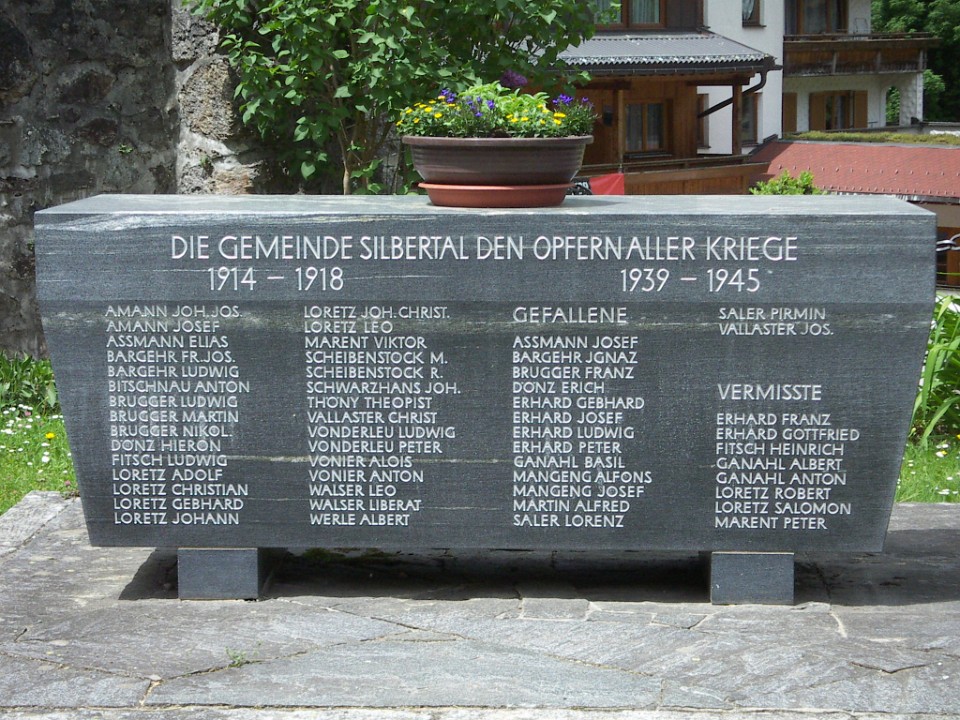 DIE GEMEINDE SILBERTAL DEN OPFERN ALLER KRIEGE
1914 – 1918
1939 – 1945
AMANN JOH. JOS.
AMANN JOSEF
ASSMANN ELIAS
BARGEHR FR. JOS.
BARGEHR LUDWIG
BITSCHNAU ANTON
BRUGGER LUDWIG
BRUGGER MARTIN
BRUGGER NIKOL.
DÖNZ HIERON
FITSCH LUDWIG
LORETZ ADOLF
LORETZ CHRISTIAN
LORETZ GEBHARD
LORETZ JOHANN
LORETZ JOH. CHRIST.
LORETZ LEO
MARENT VIKTOR
SCHEIBENSTOCK M.
SCHEIBENSTOCK R.
SCHWARZHANS JOH.
THÖNY THEOPIST
VALLASTER CHRIST
VONDERLEU LUDWIG
VONDERLEU PETER
VONIER ALOIS
VONIER ANTON
WALSER LEO
WALSER LIBERAT
WERLE ALBERT
GEFALLENE
ASSMANN JOSEF
BARGEHR JGNAZ
BRUGGER FRANZ
DÖNZ ERICH
ERHARD GEBHARD
ERHARD JOSEF
ERHARD LUDWIG
ERHARD PETER
GANAHL BASIL
MANGENG ALFONS
MANGENG JOSEF
MARTIN ALFRED
SALER LORENZ
SALER PIRMIN
VALLASTER JOS.
VERMISSTE
ERHARD FRANZ
ERHARD GOTTFRIED
FITSCH HEINRICH
GANAHL ALBERT
GANAHL ANTON
LORETZ ROBERT
LORETZ SALOMON
MARENT PETER